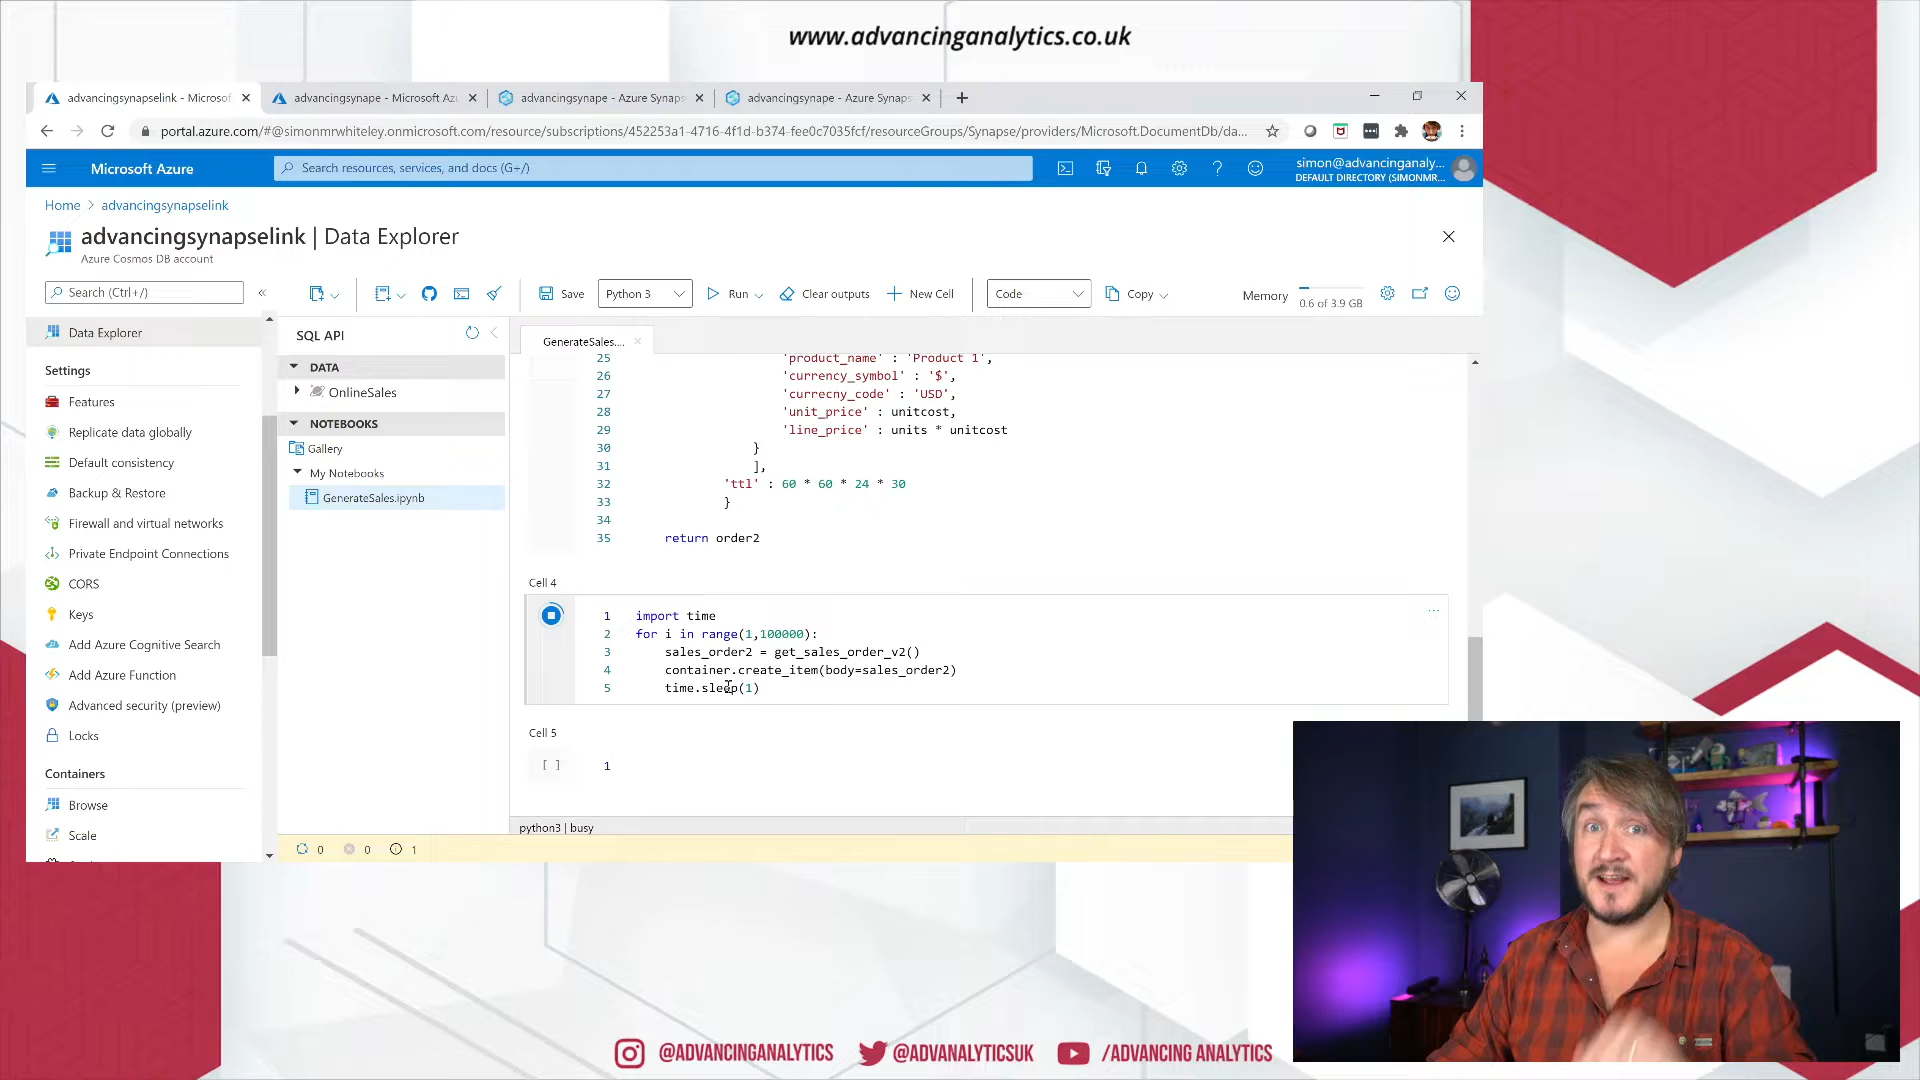 www.advancinganalytics.co.uk
advancingsynapselink - Microsof
advancingsynape - Microsoft Azu
advancingsynape - Azure Synaps
advancingsynape - Azure Synaps
portal.azure.com/#@simonmrwhiteley.onmicrosoft.com/resource/subscriptions/452253a1-4716-4f1d-b374-fee0c7035fcf/resourceGroups/Synapse/providers/Microsoft.DocumentDb/da...
Microsoft Azure
Search resources, services, and docs (G+/)
simon@advancinganaly...
DEFAULT DIRECTORY (SIMONMR...
Home > advancingsynapselink
advancingsynapselink | Data Explorer
Azure Cosmos DB account
Search (Ctrl+/)
Save
Python 3
Run
Clear outputs
New Cell
Code
Copy
Memory
0.6 of 3.9 GB
Data Explorer
Settings
Features
Replicate data globally
Default consistency
Backup & Restore
Firewall and virtual networks
Private Endpoint Connections
CORS
Keys
Add Azure Cognitive Search
Add Azure Function
Advanced security (preview)
Locks
Containers
Browse
Scale
SQL API
DATA
OnlineSales
NOTEBOOKS
Gallery
My Notebooks
GenerateSales.ipynb
GenerateSales....
25 'product_name' : 'Product 1',
26 'currency_symbol' : '$',
27 'currecny_code' : 'USD',
28 'unit_price' : unitcost,
29 'line_price' : units * unitcost
30 }
31 ],
32 'ttl' : 60 * 60 * 24 * 30
33 }
34
35 return order2
Cell 4
1 import time
2 for i in range(1,100000):
3 sales_order2 = get_sales_order_v2()
4 container.create_item(body=sales_order2)
5 time.sleep(1)
Cell 5
[ ] 1
python3 | busy
0 0 1
@ADVANCINGANALYTICS
@ADVANALYTICSUK
/ADVANCING ANALYTICS